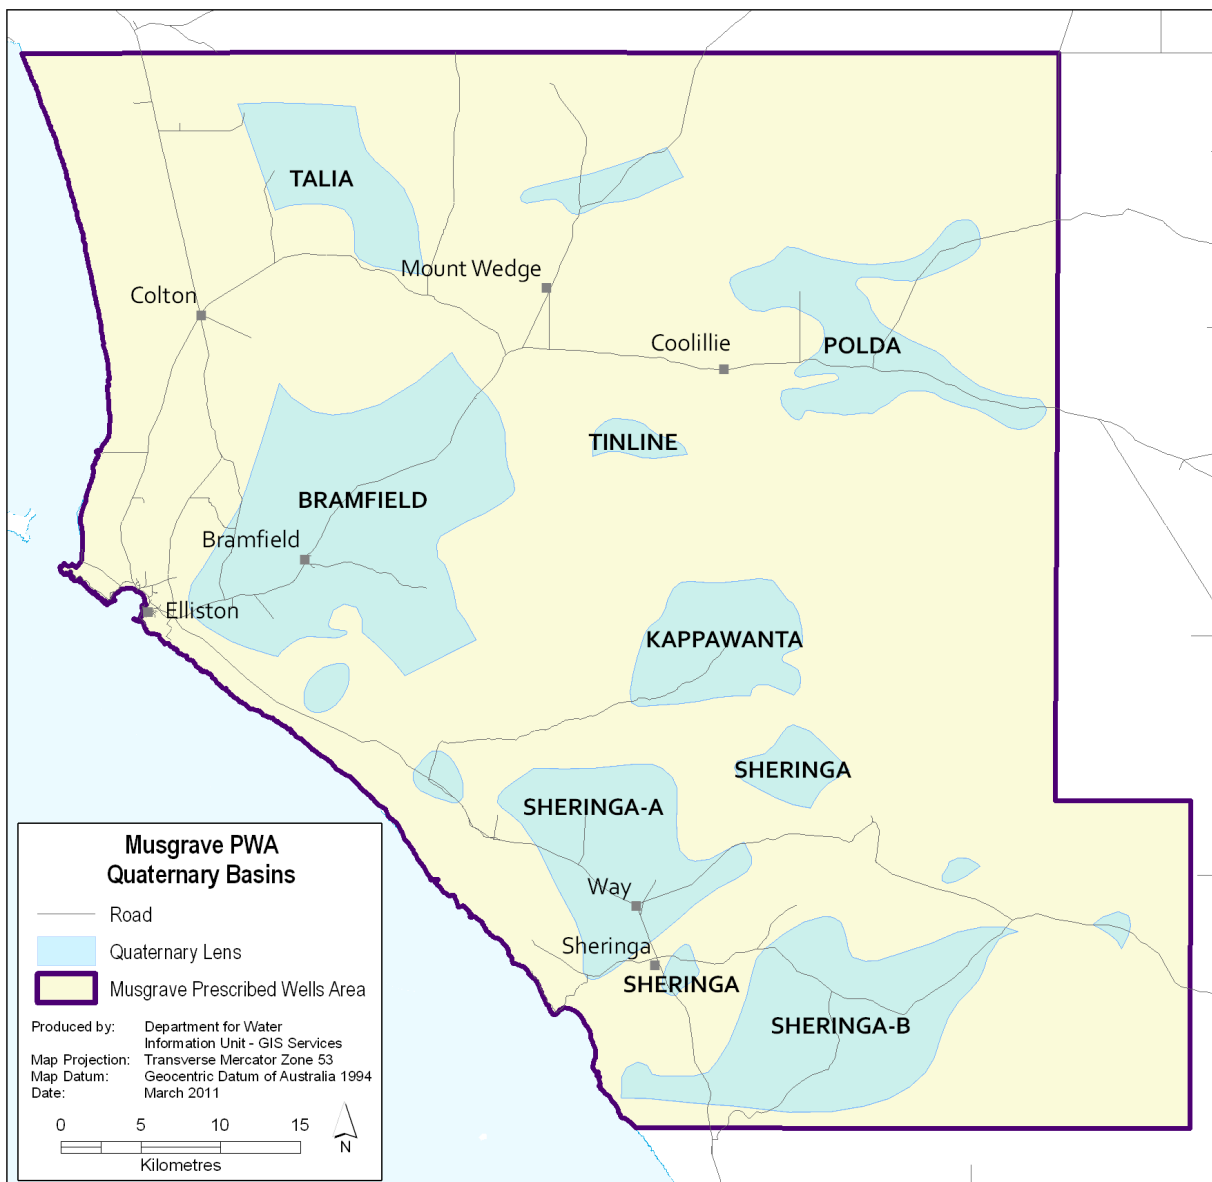 TALIA
Mount Wedge
Colton
Coolillie
POLDA
TINLINE
BRAMFIELD
Bramfield
Elliston
KAPPAWANTA
SHERINGA
SHERINGA-A
Way
Sheringa
SHERINGA
SHERINGA-B
Musgrave PWA
Quaternary Basins
Road
Quaternary Lens
Musgrave Prescribed Wells Area
Produced by: Department for Water
Information Unit - GIS Services
Map Projection: Transverse Mercator Zone 53
Map Datum: Geocentric Datum of Australia 1994
Date: March 2011
0 5 10 15
Kilometres
N